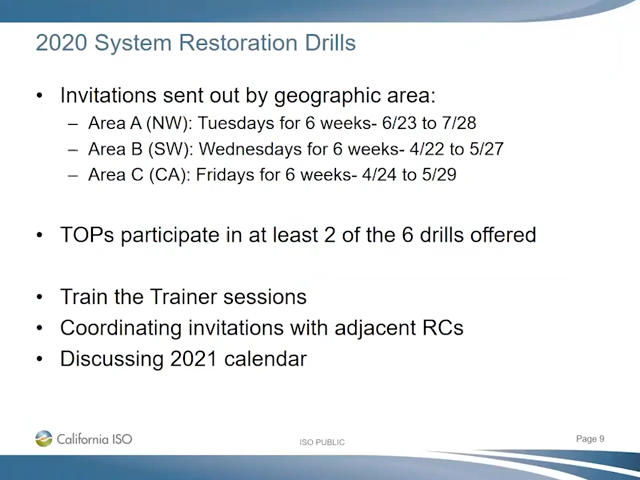 2020 System Restoration Drills
• Invitations sent out by geographic area:
– Area A (NW): Tuesdays for 6 weeks- 6/23 to 7/28
– Area B (SW): Wednesdays for 6 weeks- 4/22 to 5/27
– Area C (CA): Fridays for 6 weeks- 4/24 to 5/29
• TOPs participate in at least 2 of the 6 drills offered
• Train the Trainer sessions
• Coordinating invitations with adjacent RCs
• Discussing 2021 calendar
California ISO
ISO PUBLIC
Page 9